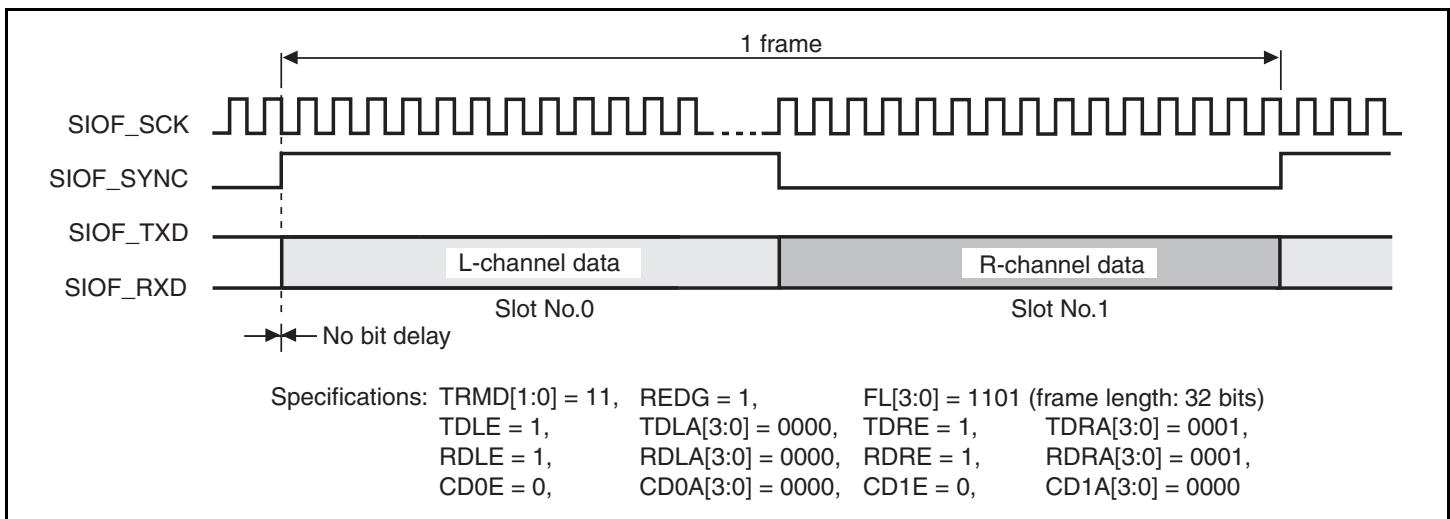 1 frame
SIOF_SCK
SIOF_SYNC
SIOF_TXD
L-channel data R-channel data
SIOF_RXD
Slot No.0 Slot No.1
No bit delay
Specifications: TRMD[1:0] = 11, REDG = 1, FL[3:0] = 1101 (frame length: 32 bits)
TDLE = 1, TDLA[3:0] = 0000, TDRE = 1, TDRA[3:0] = 0001,
RDLE = 1, RDLA[3:0] = 0000, RDRE = 1, RDRA[3:0] = 0001,
CD0E = 0, CD0A[3:0] = 0000, CD1E = 0, CD1A[3:0] = 0000